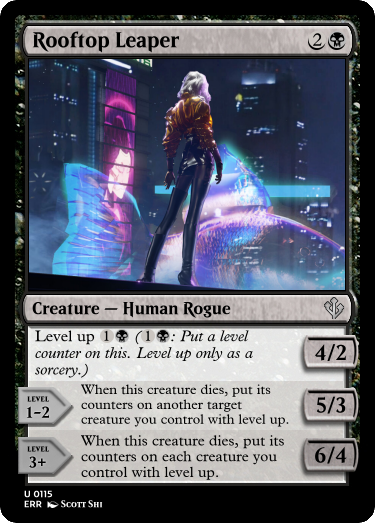 Rooftop Leaper 2
Creature — Human Rogue
Level up 1 ( 1 : Put a level
counter on this. Level up only as a
sorcery.)
4/2
LEVEL
1-2
When this creature dies, put its
counters on another target
creature you control with level up.
5/3
LEVEL
3+
When this creature dies, put its
counters on each creature you
control with level up.
6/4
U 0115
ERR Scott Shi